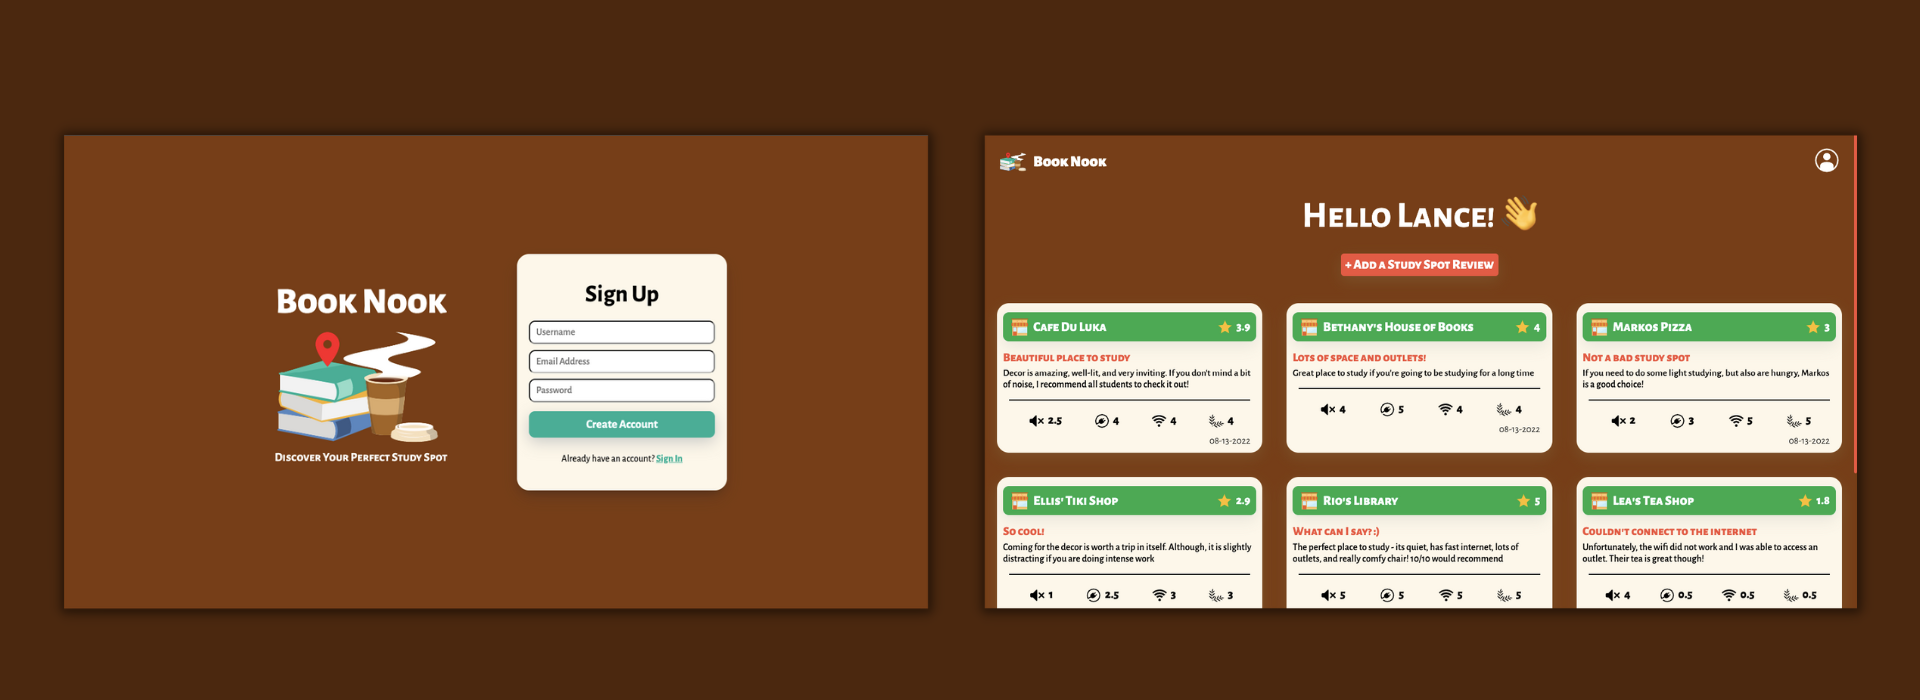 Book Nook
Discover Your Perfect Study Spot
Sign Up
Username
Email Address
Password
Create Account
Already have an account? Sign In
Book Nook
Hello Lance!
+ Add a Study Spot Review
Cafe Du Luka 3.9
Beautiful place to study
Decor is amazing, well-lit, and very inviting. If you don't mind a bit
of noise, I recommend all students to check it out!
2.5 4 4 4
08-13-2022
Bethany's House of Books 4
Lots of space and outlets!
Great place to study if you're going to be studying for a long time
4 5 4 4
08-13-2022
Markos Pizza 3
Not a bad study spot
If you need to do some light studying, but also are hungry, Markos
is a good choice!
2 3 5 5
08-13-2022
Ellis' Tiki Shop 2.9
So cool!
Coming for the decor is worth a trip in itself. Although, it is slightly
distracting if you are doing intense work
1 2.5 3 3
Rio's Library 5
What can I say? :)
The perfect place to study - its quiet, has fast internet, lots of
outlets, and really comfy chair! 10/10 would recommend
5 5 5 5
Lea's Tea Shop 1.8
Couldn't connect to the internet
Unfortunately, the wifi did not work and I was able to access an
outlet. Their tea is great though!
4 0.5 0.5 0.5